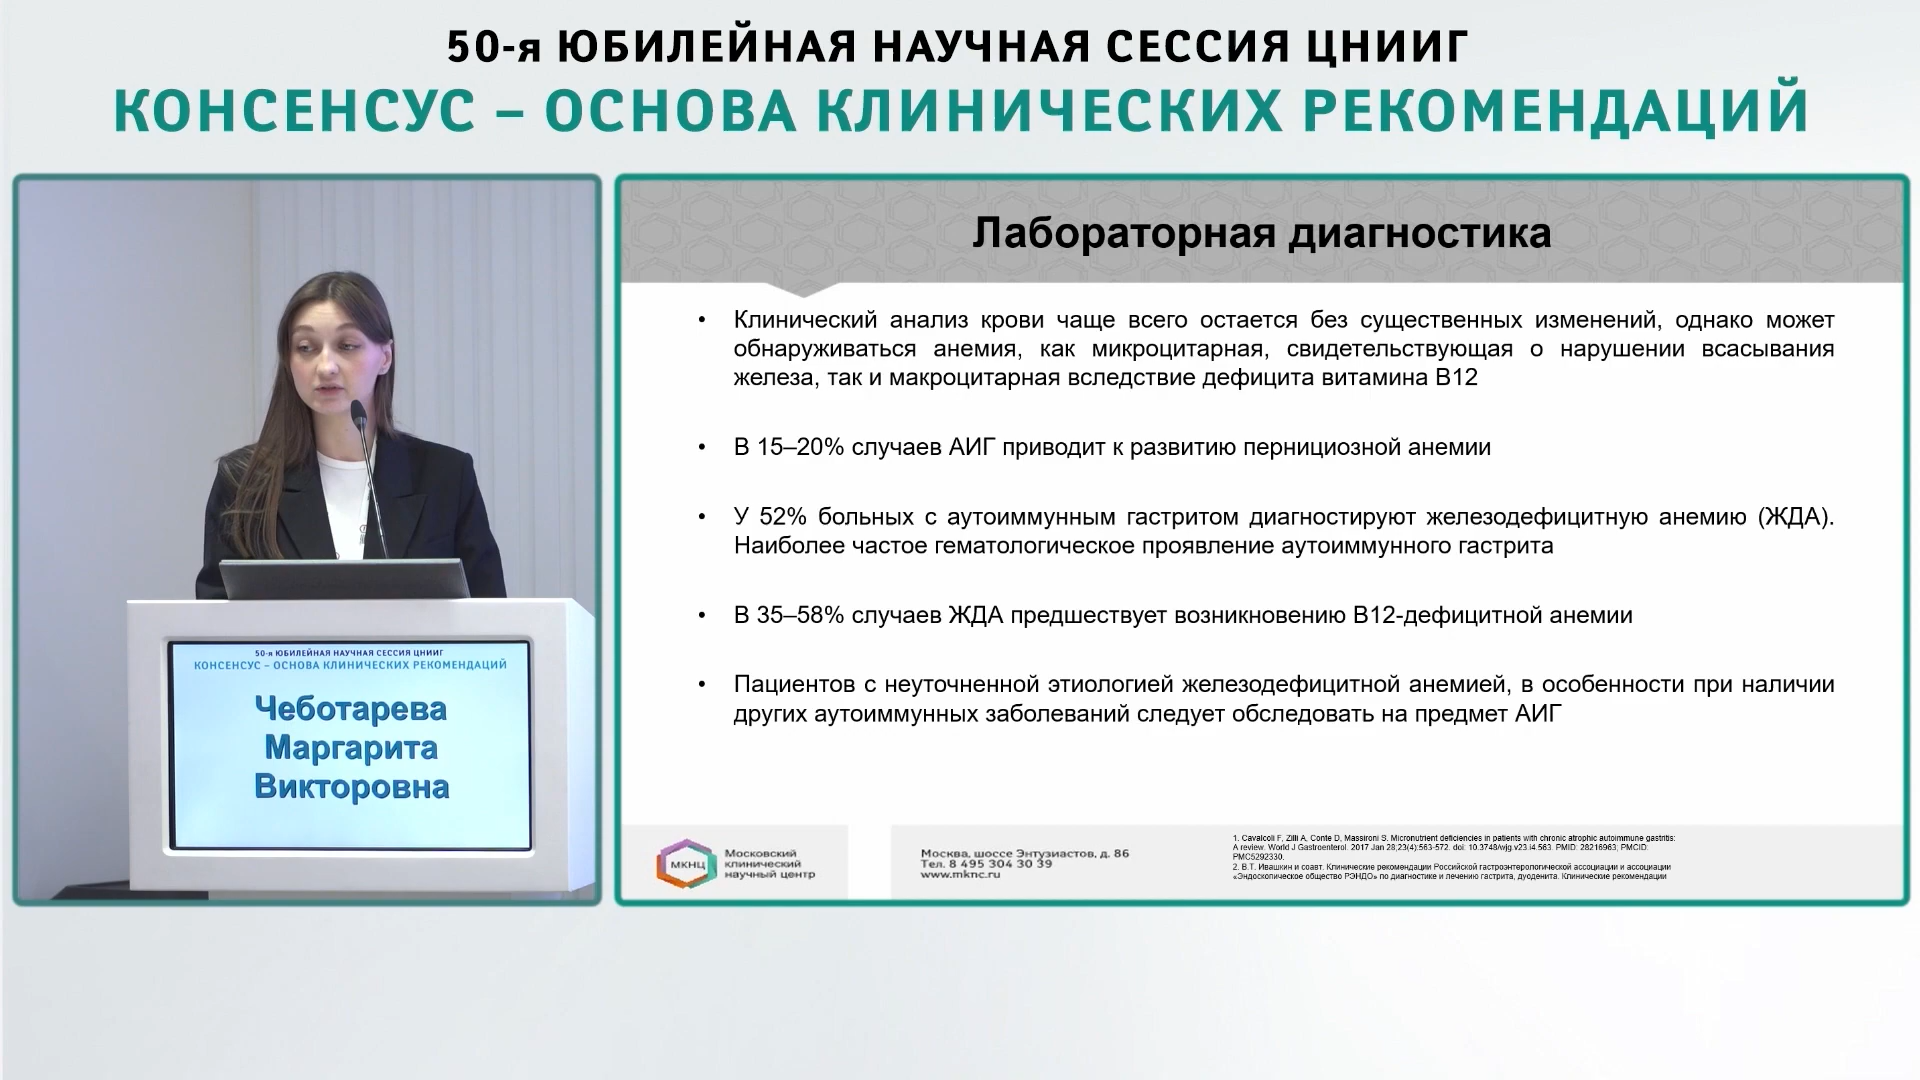 50-я ЮБИЛЕЙНАЯ НАУЧНАЯ СЕССИЯ ЦНИИГ
КОНСЕНСУС – ОСНОВА КЛИНИЧЕСКИХ РЕКОМЕНДАЦИЙ
50-я ЮБИЛЕЙНАЯ НАУЧНАЯ СЕССИЯ ЦНИИГ
КОНСЕНСУС – ОСНОВА КЛИНИЧЕСКИХ РЕКОМЕНДАЦИЙ
Чеботарева
Маргарита
Викторовна
Лабораторная диагностика
• Клинический анализ крови чаще всего остается без существенных изменений, однако может
обнаруживаться анемия, как микроцитарная, свидетельствующая о нарушении всасывания
железа, так и макроцитарная вследствие дефицита витамина В12
• В 15–20% случаев АИГ приводит к развитию пернициозной анемии
• У 52% больных с аутоиммунным гастритом диагностируют железодефицитную анемию (ЖДА).
Наиболее частое гематологическое проявление аутоиммунного гастрита
• В 35–58% случаев ЖДА предшествует возникновению В12-дефицитной анемии
• Пациентов с неуточненной этиологией железодефицитной анемией, в особенности при наличии
других аутоиммунных заболеваний следует обследовать на предмет АИГ
МКНЦ
Московский
клинический
научный центр
Москва, шоссе Энтузиастов, д. 86
Тел. 8 495 304 30 39
www.mknc.ru
1. Cavalcoli F, Zilli A, Conte D, Massironi S. Micronutrient deficiencies in patients with chronic atrophic autoimmune gastritis:
A review. World J Gastroenterol. 2017 Jan 28;23(4):563-572. doi: 10.3748/wjg.v23.i4.563. PMID: 28216963; PMCID:
PMC5292330.
2. В.Т. Ивашкин и соавт. Клинические рекомендации Российской гастроэнтерологической ассоциации и ассоциации
«Эндоскопическое общество РЭНДО» по диагностике и лечению гастрита, дуоденита. Клинические рекомендации